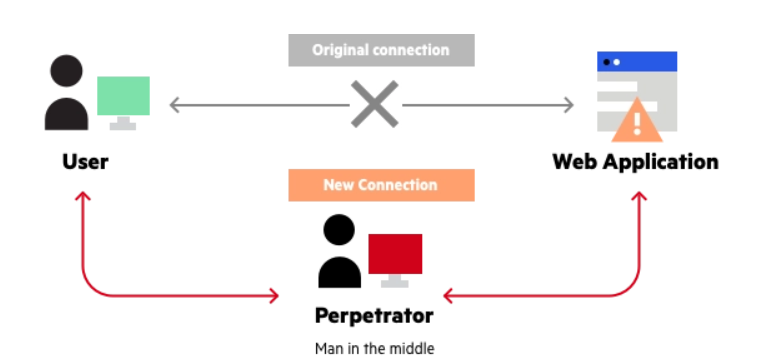 Original connection
User
Web Application
New Connection
Perpetrator
Man in the middle